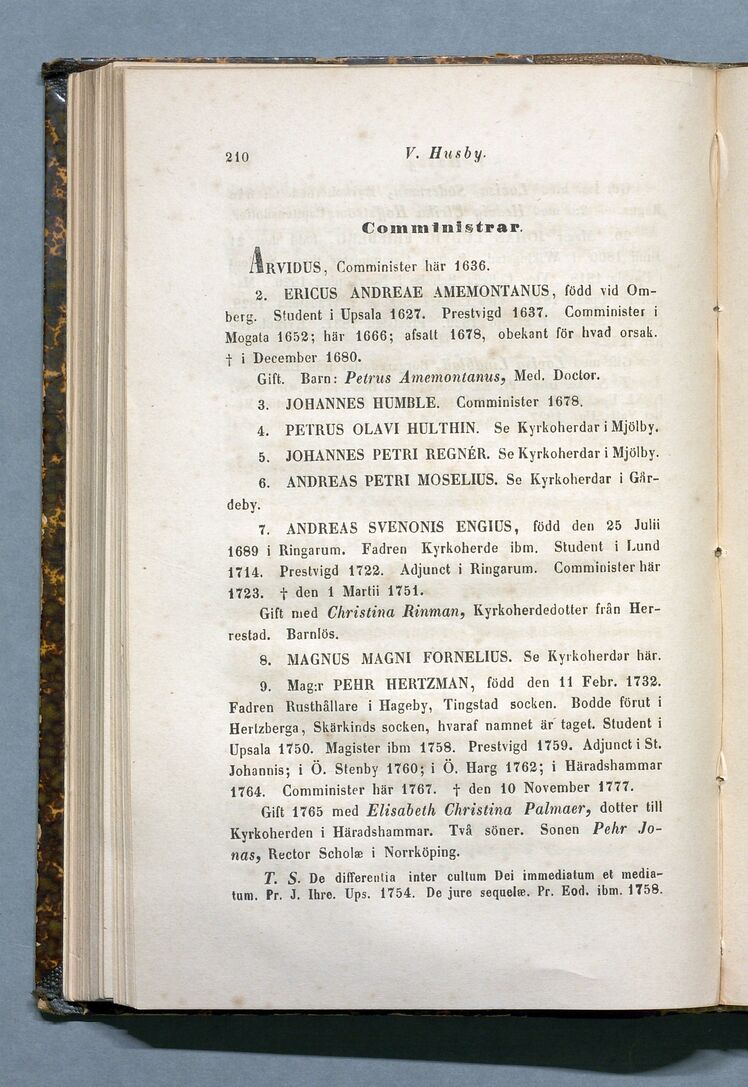 210 V. Husby.
Comministrar.
ARVIDUS, Comminister här 1636.
2. ERICUS ANDREAE AMEMONTANUS, född vid Om-
berg. Student i Upsala 1627. Prestvigd 1637. Comminister i
Mogata 1652; här 1666; afsatt 1678, obekant för hvad orsak.
† i December 1680.
Gift. Barn: Petrus Amemontanus, Med. Doctor.
3. JOHANNES HUMBLE. Comminister 1678.
4. PETRUS OLAVI HULTHIN. Se Kyrkoherdar i Mjölby.
5. JOHANNES PETRI REGNÉR. Se Kyrkoherdar i Mjölby.
6. ANDREAS PETRI MOSELIUS. Se Kyrkoherdar i Går-
deby.
7. ANDREAS SVENONIS ENGIUS, född den 25 Julii
1689 i Ringarum. Fadren Kyrkoherde ibm. Student i Lund
1714. Prestvigd 1722. Adjunct i Ringarum. Comminister här
1723. † den 1 Martii 1751.
Gift med Christina Rinman, Kyrkoherdedotter från Her-
restad. Barnlös.
8. MAGNUS MAGNI FORNELIUS. Se Kyrkoherdar här.
9. Mag:r PEHR HERTZMAN, född den 11 Febr. 1732.
Fadren Rusthållare i Hageby, Tingstad socken. Bodde förut i
Hertzberga, Skärkinds socken, hvaraf namnet är taget. Student i
Upsala 1750. Magister ibm 1758. Prestvigd 1759. Adjunct i St.
Johannis; i Ö. Stenby 1760; i Ö. Harg 1762; i Häradshammar
1764. Comminister här 1767. † den 10 November 1777.
Gift 1765 med Elisabeth Christina Palmaer, dotter till
Kyrkoherden i Häradshammar. Två söner. Sonen Pehr Jo-
nas, Rector Scholæ i Norrköping.
T. S. De differentia inter cultum Dei immediatum et media-
tum. Pr. J. Ihre. Ups. 1754. De jure sequelæ. Pr. Eod. ibm. 1758.